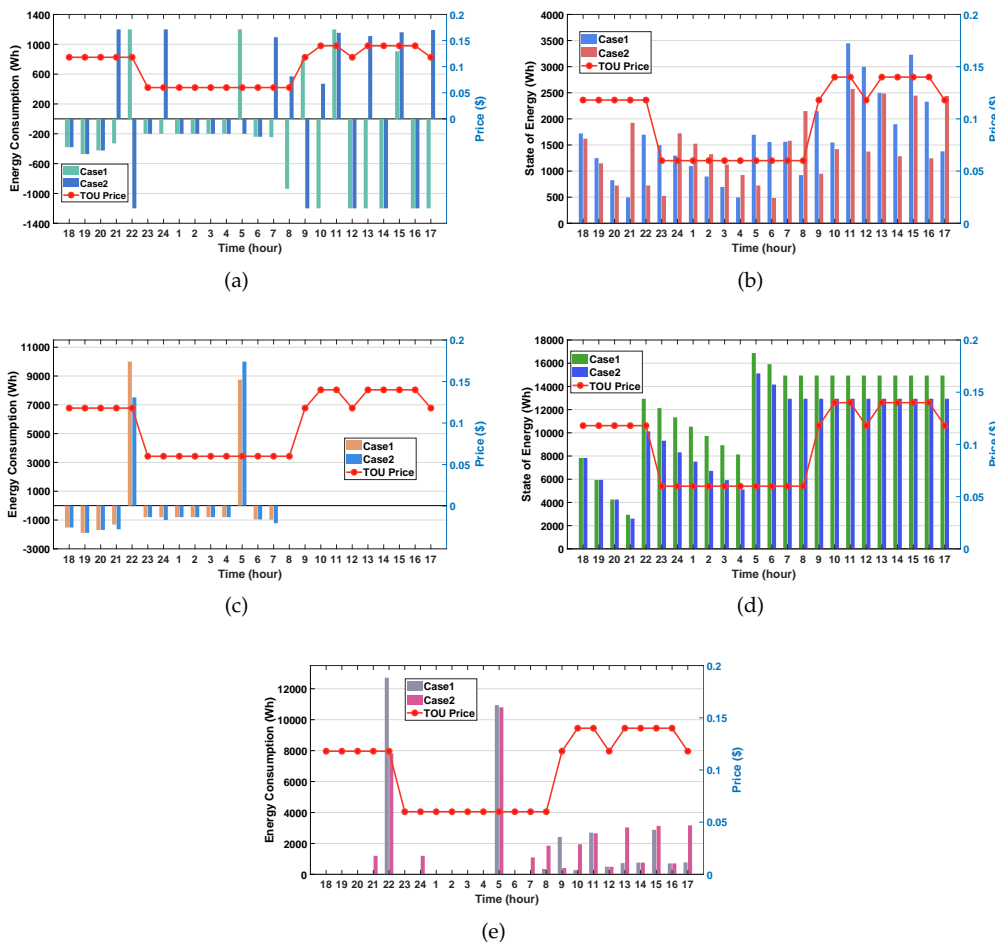 1400
1000
600
200
-200
-600
-1000
-1400
Energy Consumption (Wh)
Case1
Case2
TOU Price
0.2
0.15
0.1
0.05
0
Price ($)
18 19 20 21 22 23 24 1 2 3 4 5 6 7 8 9 10 11 12 13 14 15 16 17
Time (hour)
(a)
4000
3500
3000
2500
2000
1500
1000
500
0
State of Energy (Wh)
Case1
Case2
TOU Price
0.2
0.15
0.1
0.05
0
Price ($)
18 19 20 21 22 23 24 1 2 3 4 5 6 7 8 9 10 11 12 13 14 15 16 17
Time (hour)
(b)
11000
9000
7000
5000
3000
1000
-1000
-3000
Energy Consumption (Wh)
Case1
Case2
TOU Price
0.2
0.15
0.1
0.05
0
Price ($)
18 19 20 21 22 23 24 1 2 3 4 5 6 7 8 9 10 11 12 13 14 15 16 17
Time (hour)
(c)
18000
16000
14000
12000
10000
8000
6000
4000
2000
0
State of Energy (Wh)
Case1
Case2
TOU Price
0.2
0.15
0.1
0.05
0
Price ($)
18 19 20 21 22 23 24 1 2 3 4 5 6 7 8 9 10 11 12 13 14 15 16 17
Time (hour)
(d)
12000
10000
8000
6000
4000
2000
0
Energy Consumption (Wh)
Case1
Case2
TOU Price
0.2
0.15
0.1
0.05
0
Price ($)
18 19 20 21 22 23 24 1 2 3 4 5 6 7 8 9 10 11 12 13 14 15 16 17
Time (hour)
(e)